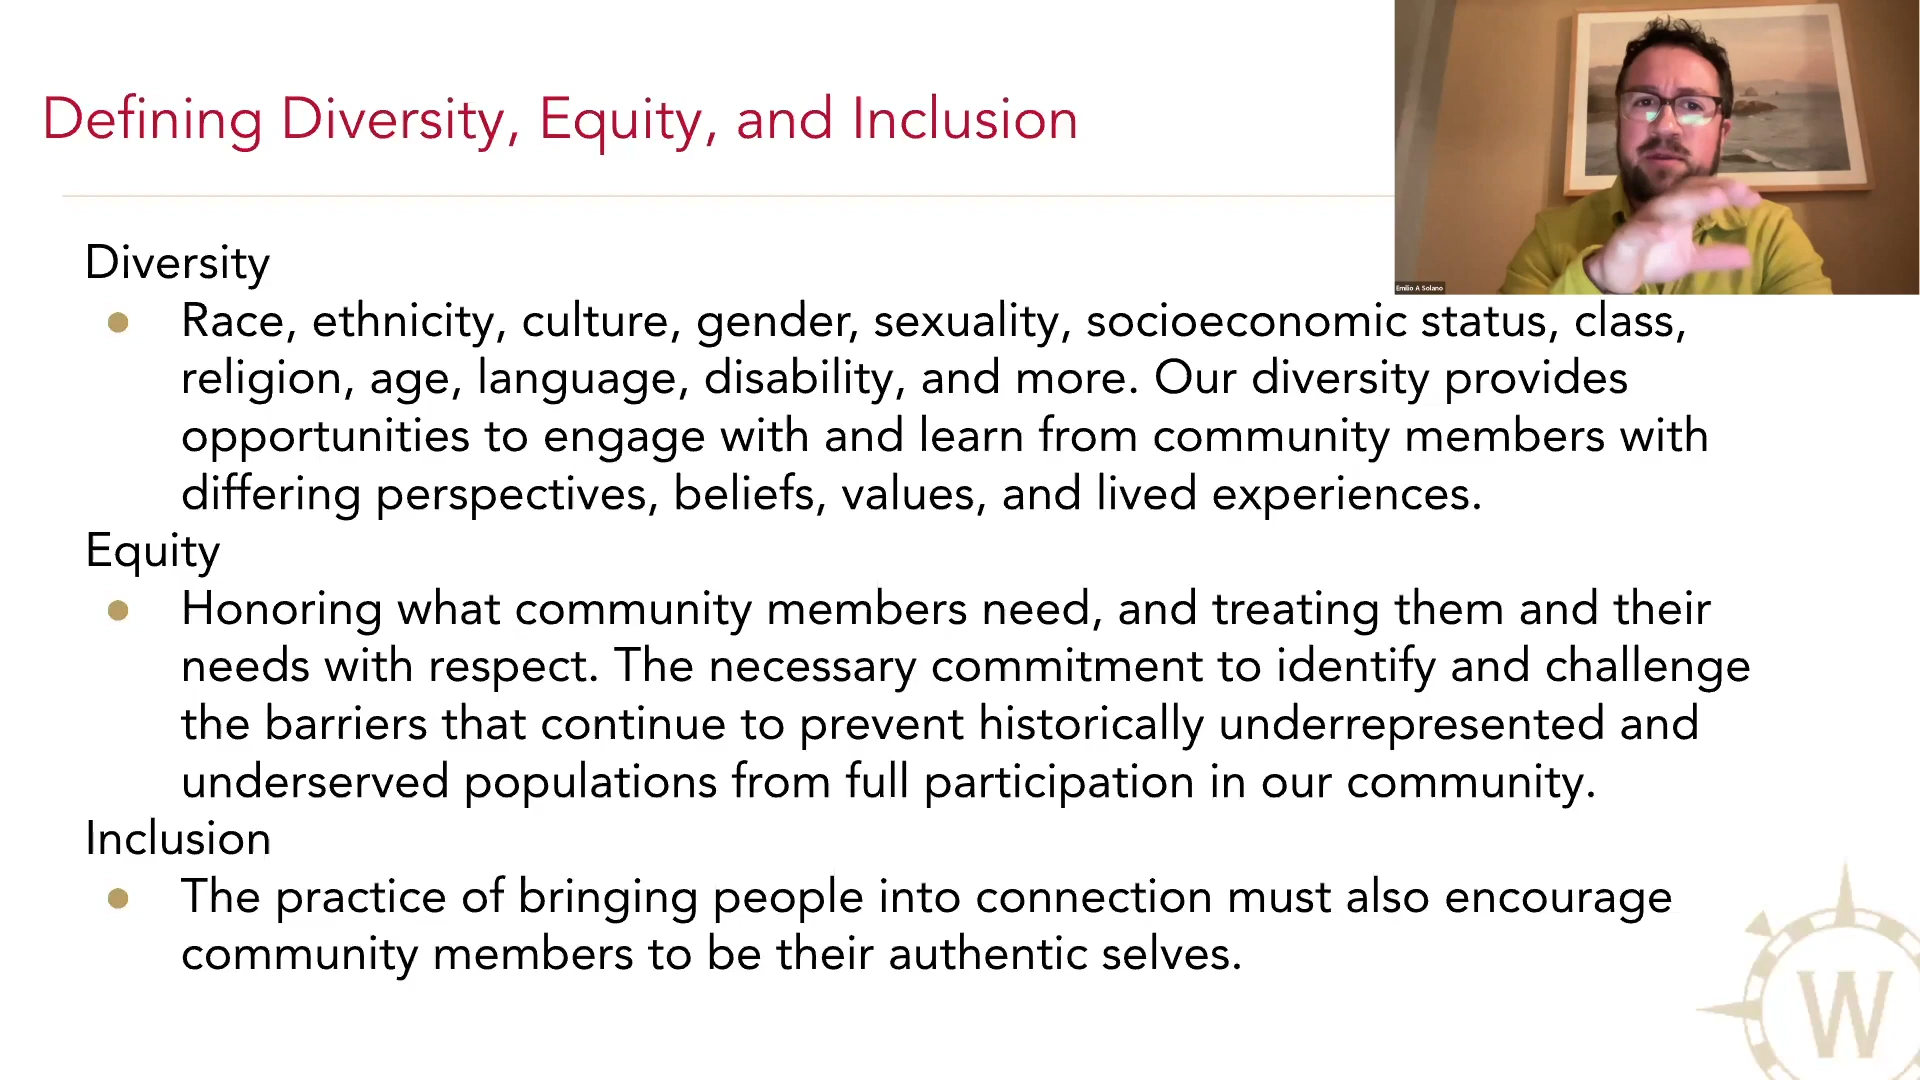 Defining Diversity, Equity, and Inclusion
Emilio A Solano
Diversity
● Race, ethnicity, culture, gender, sexuality, socioeconomic status, class,
religion, age, language, disability, and more. Our diversity provides
opportunities to engage with and learn from community members with
differing perspectives, beliefs, values, and lived experiences.
Equity
● Honoring what community members need, and treating them and their
needs with respect. The necessary commitment to identify and challenge
the barriers that continue to prevent historically underrepresented and
underserved populations from full participation in our community.
Inclusion
● The practice of bringing people into connection must also encourage
community members to be their authentic selves.
W